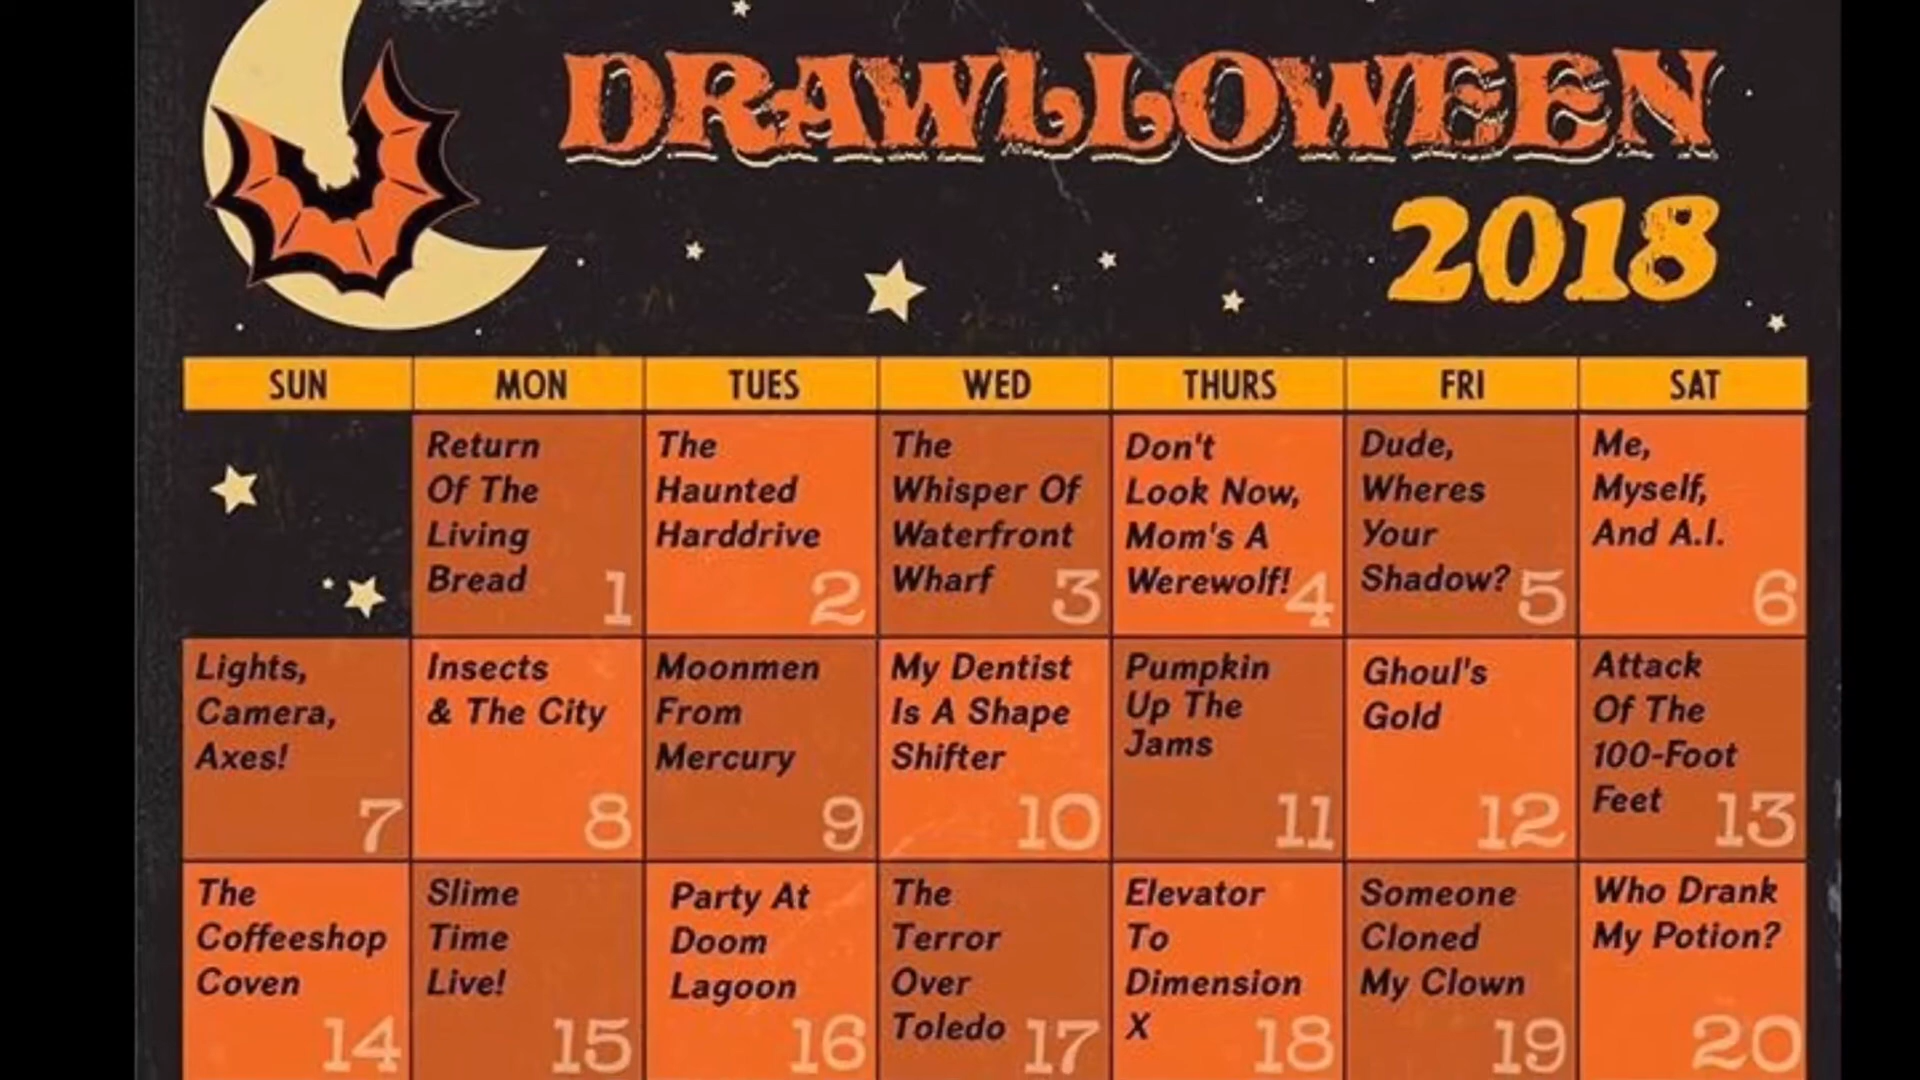 DRAWLLOWEEN
2018
SUN MON TUES WED THURS FRI SAT
Return
Of The
Living
Bread
1
The
Haunted
Harddrive
2
The
Whisper Of
Waterfront
Wharf
3
Don't
Look Now,
Mom's A
Werewolf!
4
Dude,
Wheres
Your
Shadow?
5
Me,
Myself,
And A.I.
6
Lights,
Camera,
Axes!
7
Insects
& The City
8
Moonmen
From
Mercury
9
My Dentist
Is A Shape
Shifter
10
Pumpkin
Up The
Jams
11
Ghoul's
Gold
12
Attack
Of The
100-Foot
Feet
13
The
Coffeeshop
Coven
14
Slime
Time
Live!
15
Party At
Doom
Lagoon
16
The
Terror
Over
Toledo
17
Elevator
To
Dimension
X
18
Someone
Cloned
My Clown
19
Who Drank
My Potion?
20